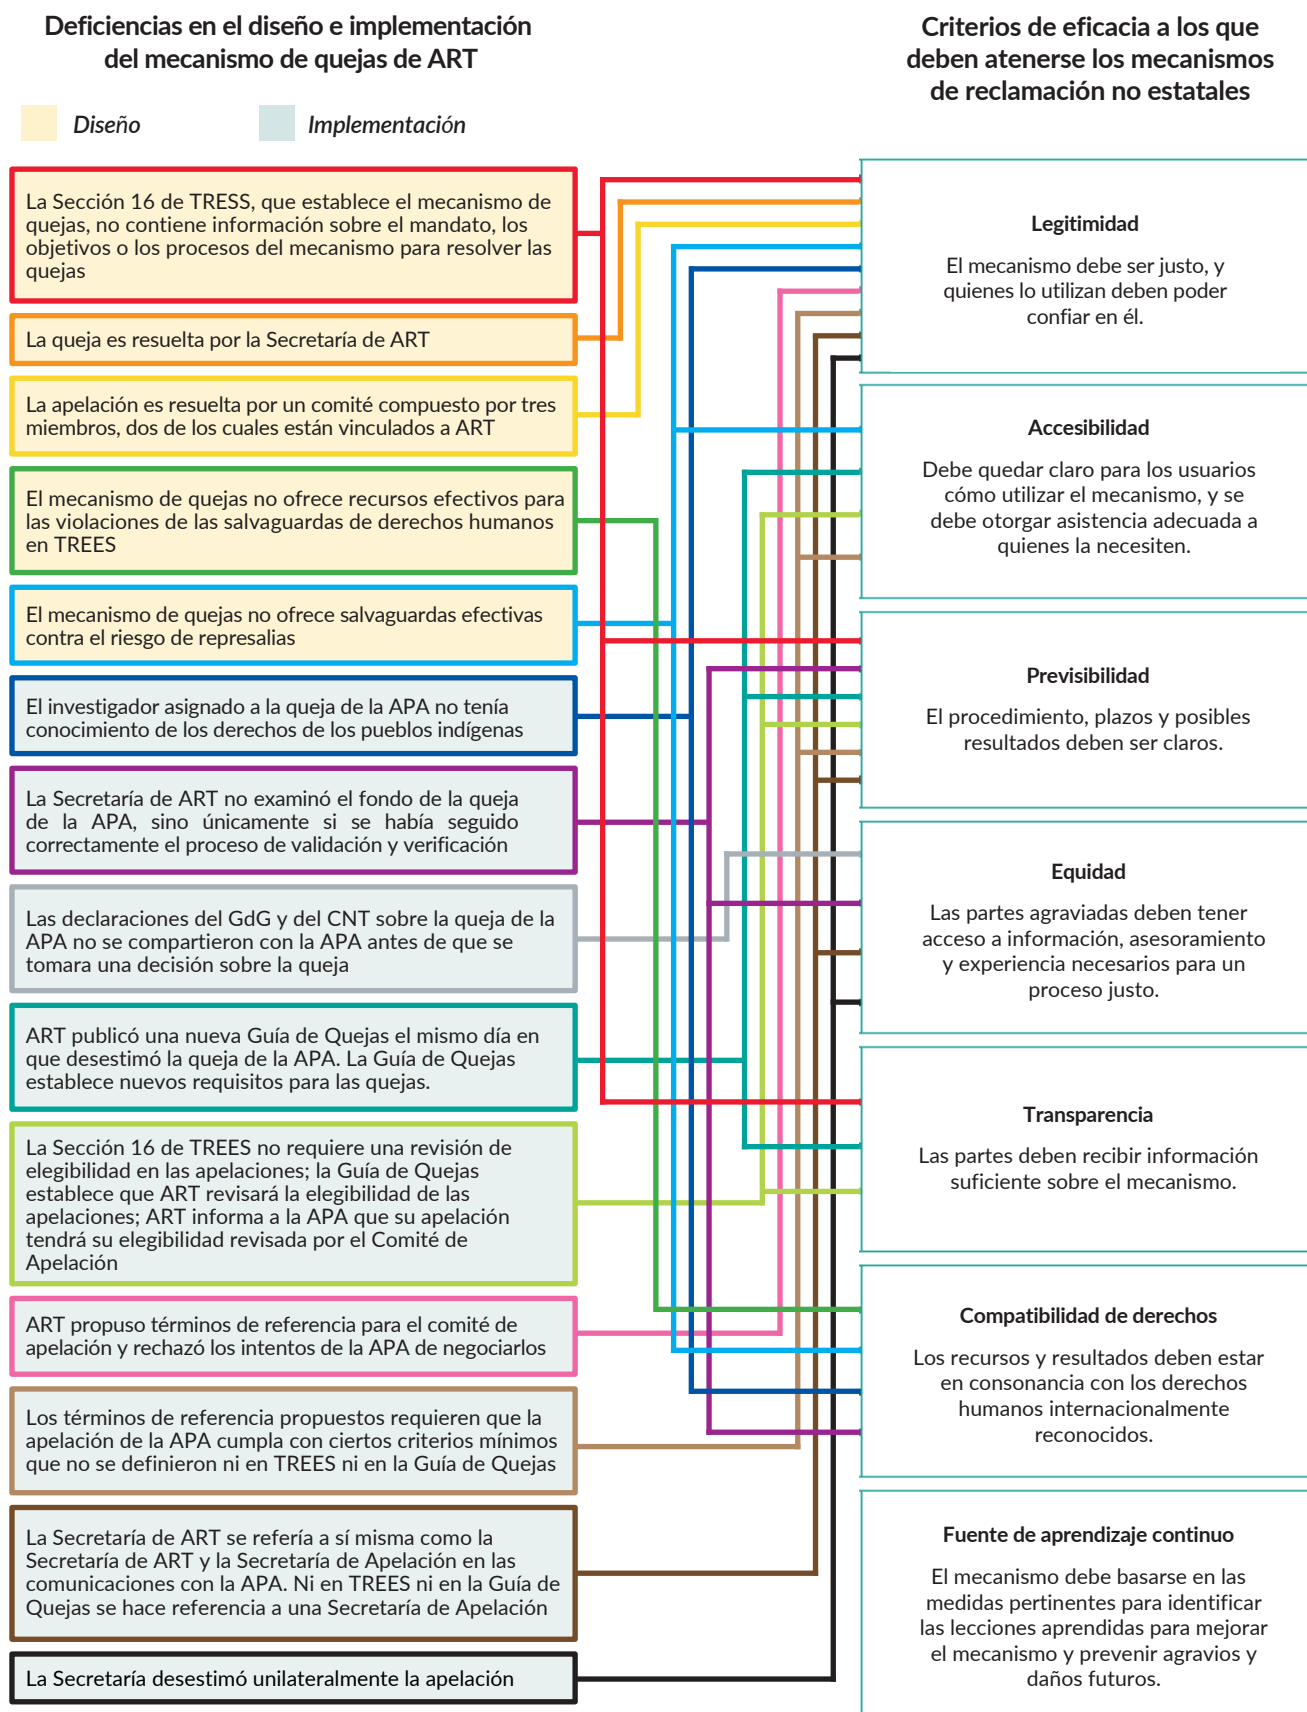 Deficiencias en el diseño e implementación
del mecanismo de quejas de ART
Diseño
Implementación
La Sección 16 de TRESS, que establece el mecanismo de
quejas, no contiene información sobre el mandato, los
objetivos o los procesos del mecanismo para resolver las
quejas
La queja es resuelta por la Secretaría de ART
La apelación es resuelta por un comité compuesto por tres
miembros, dos de los cuales están vinculados a ART
El mecanismo de quejas no ofrece recursos efectivos para
las violaciones de las salvaguardas de derechos humanos
en TREES
El mecanismo de quejas no ofrece salvaguardas efectivas
contra el riesgo de represalias
El investigador asignado a la queja de la APA no tenía
conocimiento de los derechos de los pueblos indígenas
La Secretaría de ART no examinó el fondo de la queja
de la APA, sino únicamente si se había seguido
correctamente el proceso de validación y verificación
Las declaraciones del GdG y del CNT sobre la queja de la
APA no se compartieron con la APA antes de que se
tomara una decisión sobre la queja
ART publicó una nueva Guía de Quejas el mismo día en
que desestimó la queja de la APA. La Guía de Quejas
establece nuevos requisitos para las quejas.
La Sección 16 de TREES no requiere una revisión de
elegibilidad en las apelaciones; la Guía de Quejas
establece que ART revisará la elegibilidad de las
apelaciones; ART informa a la APA que su apelación
tendrá su elegibilidad revisada por el Comité de
Apelación
ART propuso términos de referencia para el comité de
apelación y rechazó los intentos de la APA de negociarlos
Los términos de referencia propuestos requieren que la
apelación de la APA cumpla con ciertos criterios mínimos
que no se definieron ni en TREES ni en la Guía de Quejas
La Secretaría de ART se refería a sí misma como la
Secretaría de ART y la Secretaría de Apelación en las
comunicaciones con la APA. Ni en TREES ni en la Guía de
Quejas se hace referencia a una Secretaría de Apelación
La Secretaría desestimó unilateralmente la apelación
Criterios de eficacia a los que
deben atenerse los mecanismos
de reclamación no estatales
Legitimidad
El mecanismo debe ser justo, y
quienes lo utilizan deben poder
confiar en él.
Accesibilidad
Debe quedar claro para los usuarios
cómo utilizar el mecanismo, y se
debe otorgar asistencia adecuada a
quienes la necesiten.
Previsibilidad
El procedimiento, plazos y posibles
resultados deben ser claros.
Equidad
Las partes agraviadas deben tener
acceso a información, asesoramiento
y experiencia necesarios para un
proceso justo.
Transparencia
Las partes deben recibir información
suficiente sobre el mecanismo.
Compatibilidad de derechos
Los recursos y resultados deben estar
en consonancia con los derechos
humanos internacionalmente
reconocidos.
Fuente de aprendizaje continuo
El mecanismo debe basarse en las
medidas pertinentes para identificar
las lecciones aprendidas para mejorar
el mecanismo y prevenir agravios y
daños futuros.